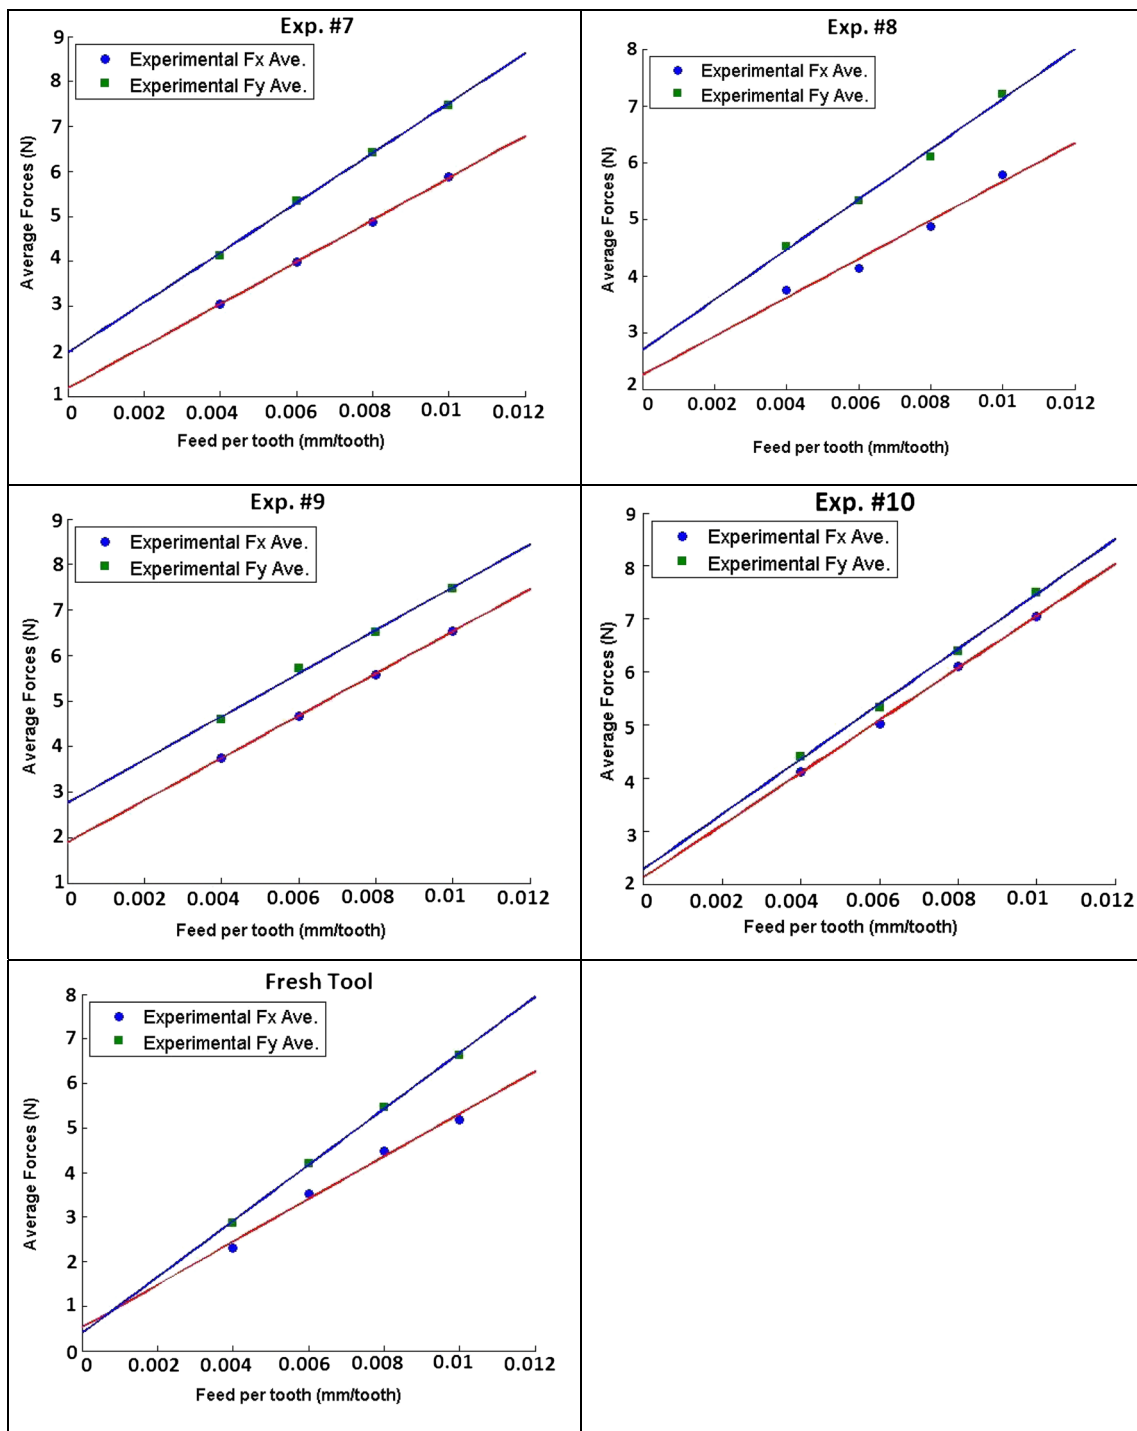 Exp. #7
9
8
7
6
5
4
3
2
1
Experimental Fx Ave.
Experimental Fy Ave.
Average Forces (N)
0 0.002 0.004 0.006 0.008 0.01 0.012
Feed per tooth (mm/tooth)
Exp. #8
8
7
6
5
4
3
2
Experimental Fx Ave.
Experimental Fy Ave.
Average Forces (N)
0 0.002 0.004 0.006 0.008 0.01 0.012
Feed per tooth (mm/tooth)
Exp. #9
9
8
7
6
5
4
3
2
1
Experimental Fx Ave.
Experimental Fy Ave.
Average Forces (N)
0 0.002 0.004 0.006 0.008 0.01 0.012
Feed per tooth (mm/tooth)
Exp. #10
9
8
7
6
5
4
3
2
Experimental Fx Ave.
Experimental Fy Ave.
Average Forces (N)
0 0.002 0.004 0.006 0.008 0.01 0.012
Feed per tooth (mm/tooth)
Fresh Tool
8
7
6
5
4
3
2
1
0
Experimental Fx Ave.
Experimental Fy Ave.
Average Forces (N)
0 0.002 0.004 0.006 0.008 0.01 0.012
Feed per tooth (mm/tooth)